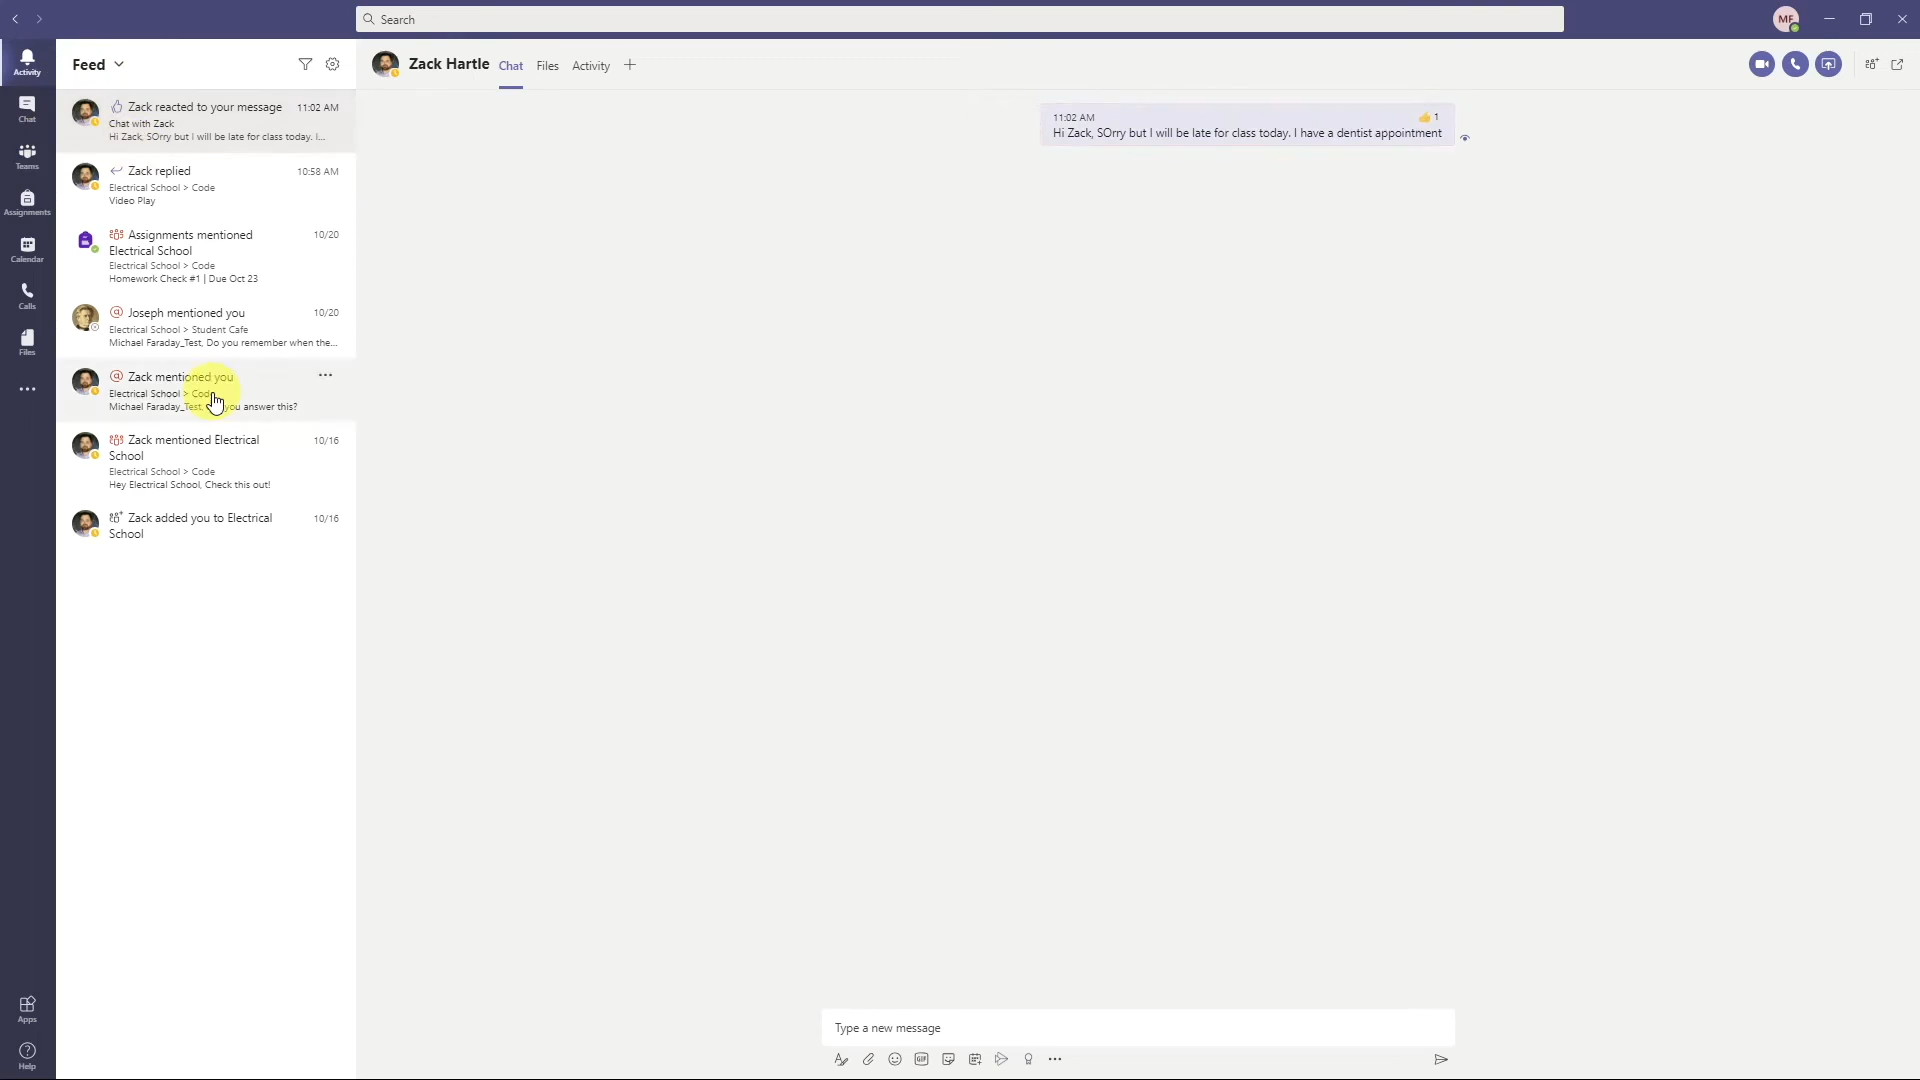 Search
MF
Activity
Chat
Teams
Assignments
Calendar
Calls
Files
Apps
Help
Feed
Zack reacted to your message 11:02 AM
Chat with Zack
Hi Zack, SOrry but I will be late for class today. I...
Zack replied 10:58 AM
Electrical School > Code
Video Play
Assignments mentioned 10/20
Electrical School
Electrical School > Code
Homework Check #1 | Due Oct 23
Joseph mentioned you 10/20
Electrical School > Student Cafe
Michael Faraday_Test, Do you remember when the...
Zack mentioned you
Electrical School > Code
Michael Faraday_Test, you answer this?
Zack mentioned Electrical 10/16
School
Electrical School > Code
Hey Electrical School, Check this out!
Zack added you to Electrical 10/16
School
Zack Hartle Chat Files Activity
11:02 AM 1
Hi Zack, SOrry but I will be late for class today. I have a dentist appointment
Type a new message
GIF